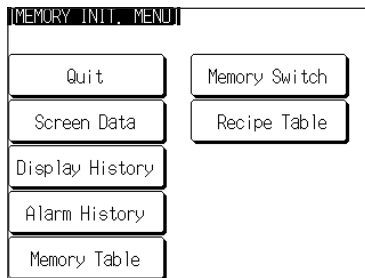 [MEMORY INIT. MENU]
Quit
Memory Switch
Screen Data
Recipe Table
Display History
Alarm History
Memory Table